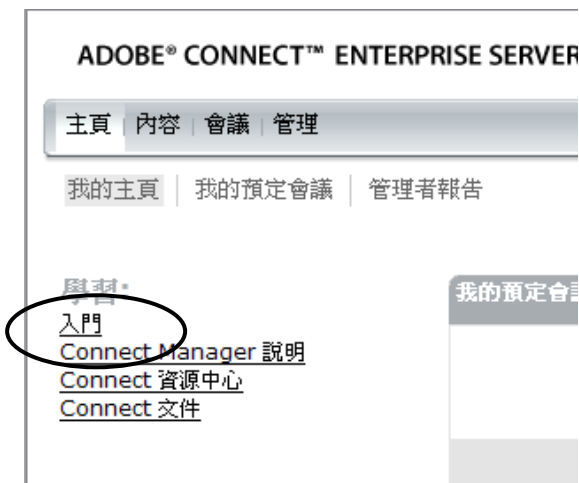 ADOBE® CONNECT™ ENTERPRISE SERVER
主頁 內容 會議 管理
我的主頁 我的預定會議 管理者報告
學習:
入門
Connect Manager 說明
Connect 資源中心
Connect 文件
我的預定會